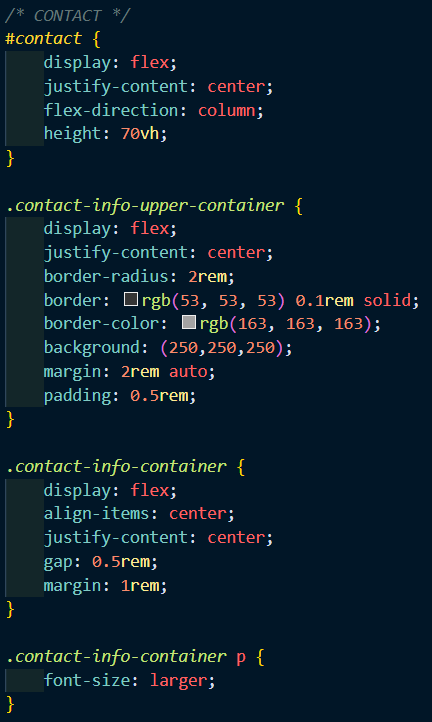 /* CONTACT */
#contact {
display: flex;
justify-content: center;
flex-direction: column;
height: 70vh;
}
.contact-info-upper-container {
display: flex;
justify-content: center;
border-radius: 2rem;
border: rgb(53, 53, 53) 0.1rem solid;
border-color: rgb(163, 163, 163);
background: (250,250,250);
margin: 2rem auto;
padding: 0.5rem;
}
.contact-info-container {
display: flex;
align-items: center;
justify-content: center;
gap: 0.5rem;
margin: 1rem;
}
.contact-info-container p {
font-size: larger;
}